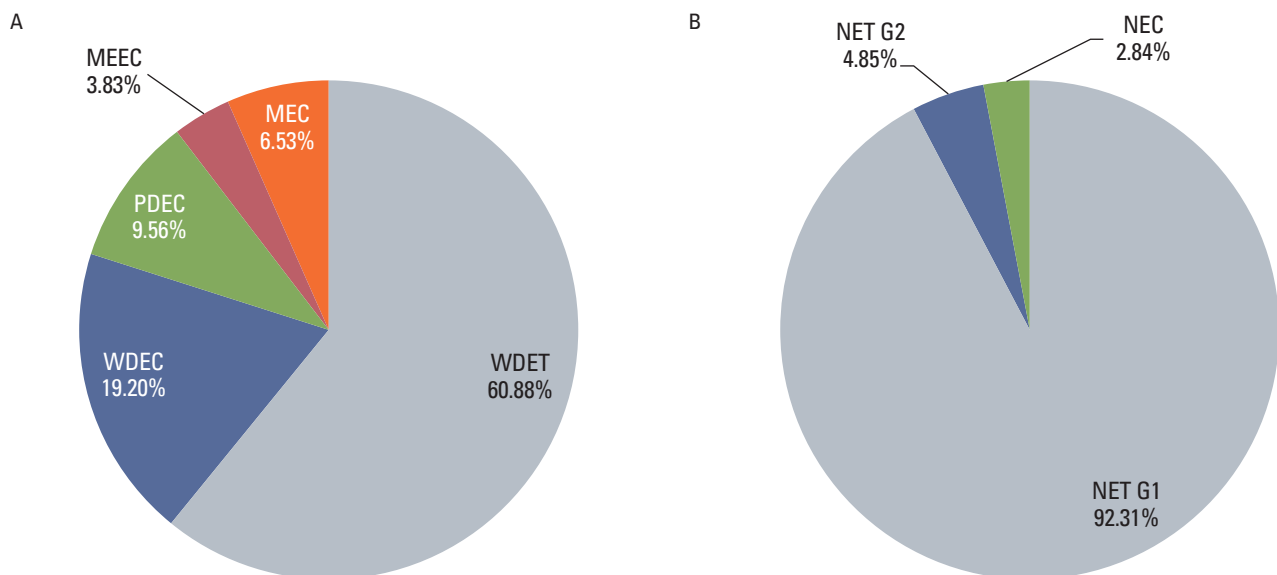 A
MEEC
3.83%
MEC
6.53%
PDEC
9.56%
WDEC
19.20%
WDET
60.88%
B
NET G2
4.85%
NEC
2.84%
NET G1
92.31%